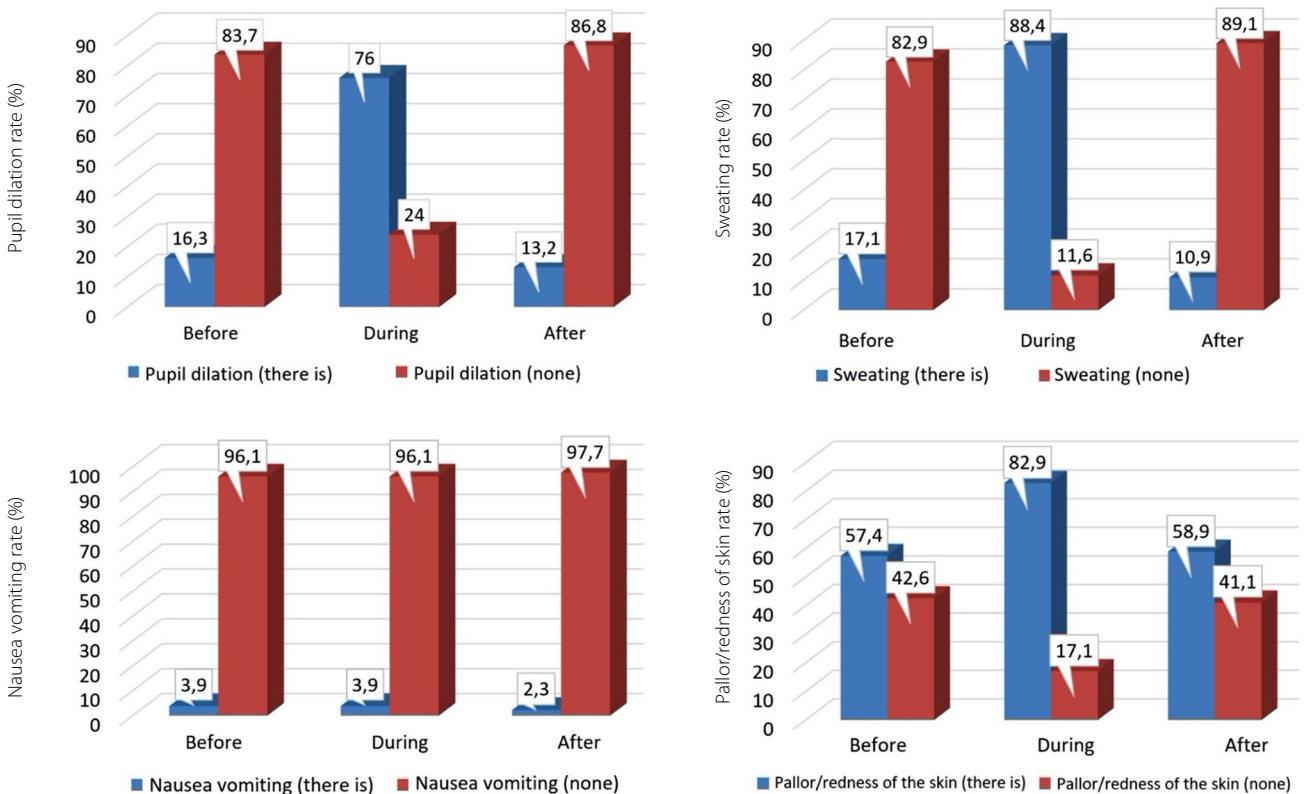 Pupil dilation rate (%)
90
80
70
60
50
40
30
20
10
0
16,3
83,7
76
24
13,2
86,8
Before
During
After
Pupil dilation (there is)
Pupil dilation (none)
Sweating rate (%)
90
80
70
60
50
40
30
20
10
0
17,1
82,9
88,4
11,6
10,9
89,1
Before
During
After
Sweating (there is)
Sweating (none)
Nausea vomiting rate (%)
100
90
80
70
60
50
40
30
20
10
0
3,9
96,1
3,9
96,1
2,3
97,7
Before
During
After
Nausea vomiting (there is)
Nausea vomiting (none)
Pallor/redness of skin rate (%)
90
80
70
60
50
40
30
20
10
0
57,4
42,6
82,9
17,1
58,9
41,1
Before
During
After
Pallor/redness of the skin (there is)
Pallor/redness of the skin (none)